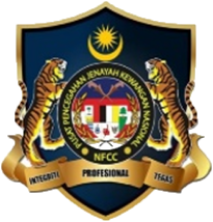 PUSAT PENCEGAHAN JENAYAH KEWANGAN NASIONAL
NFCC
INTEGRITI PROFESIONAL TEGAS